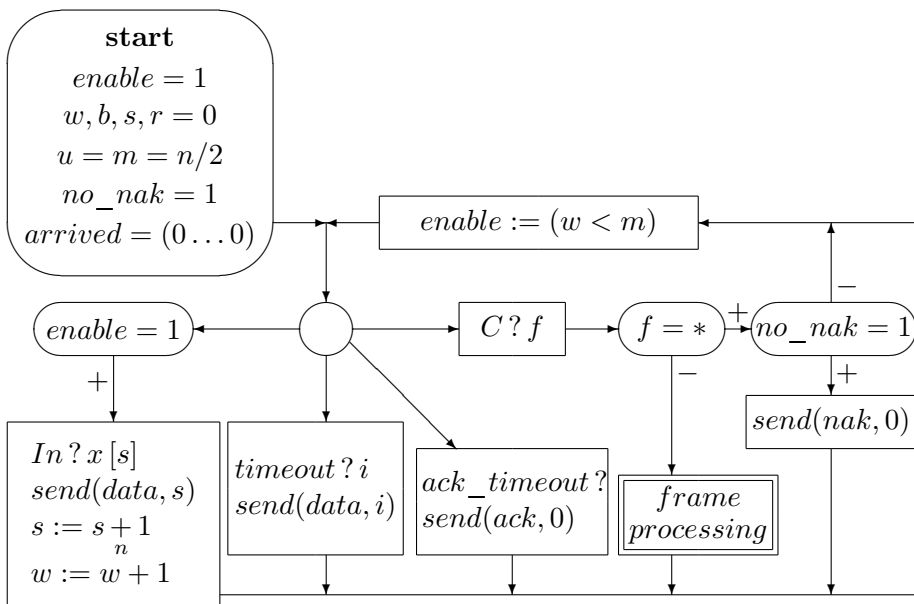 start
enable = 1
w, b, s, r = 0
u = m = n/2
no_nak = 1
arrived = (0 … 0)
enable := (w < m)
enable = 1
C ? f
f = ∗
+
no_nak = 1
−
+
−
+
send(nak, 0)
In ? x [s]
send(data, s)
s := s + 1
n
w := w + 1
timeout ? i
send(data, i)
ack_timeout ?
send(ack, 0)
frame
processing